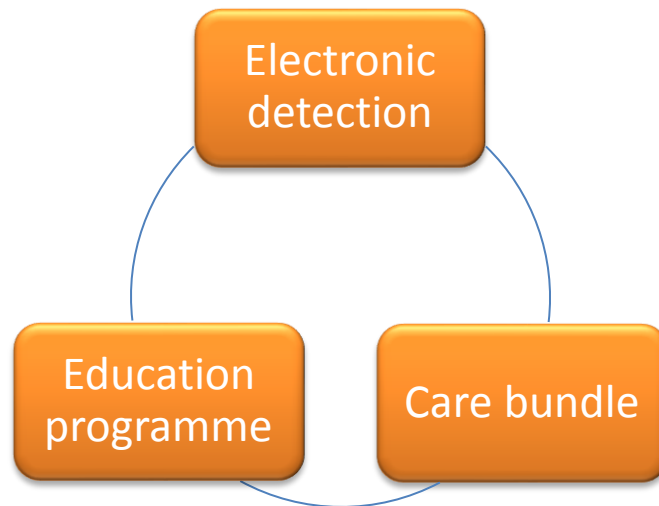 Electronic
detection
Education
programme
Care bundle